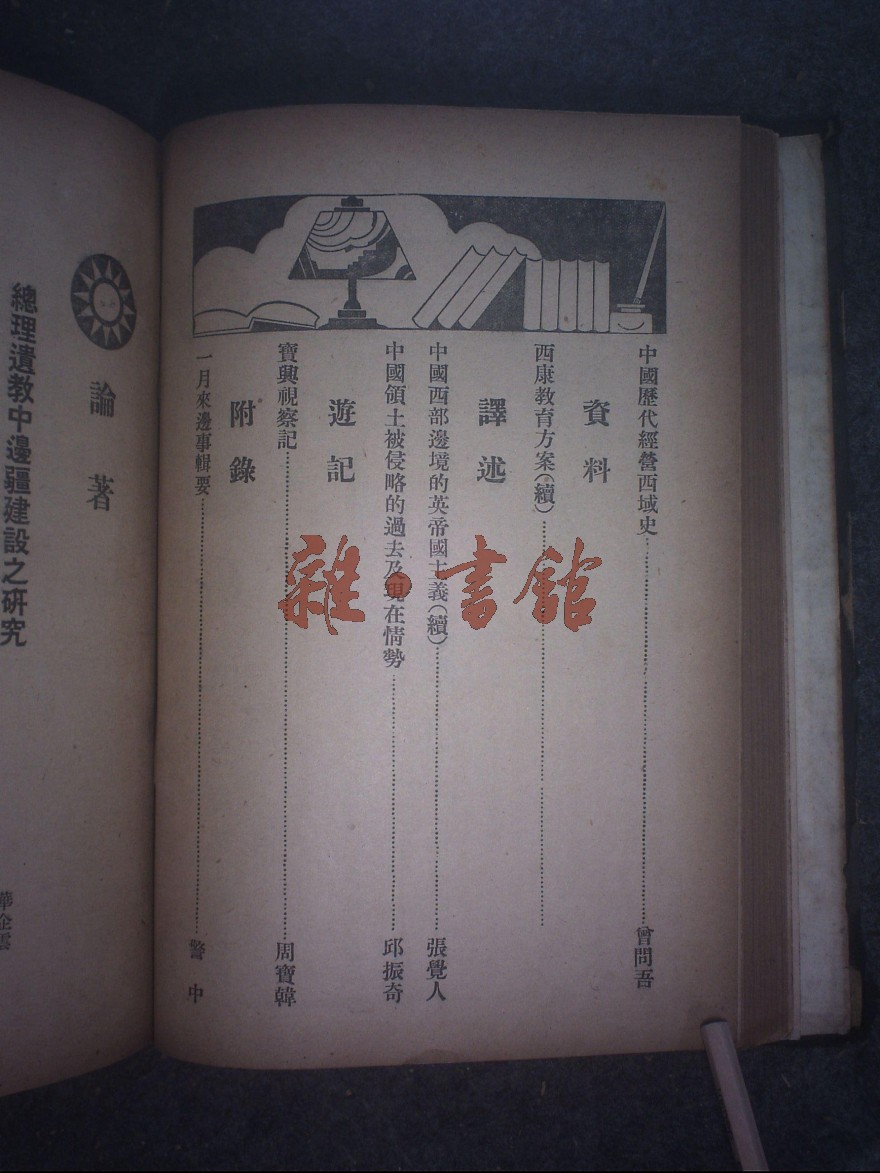 中國歷代經營西域史 曾問吾
資料
西康教育方案(續)
譯述
中國西部邊境的英帝國主義(續) 張覺人
中國領土被侵略的過去及現在情勢 邱振奇
遊記
寶興視察記 周寶韓
附錄
一月來邊事輯要 警中
論著
總理遺教中邊疆建設之研究
華企雲
雜·書館